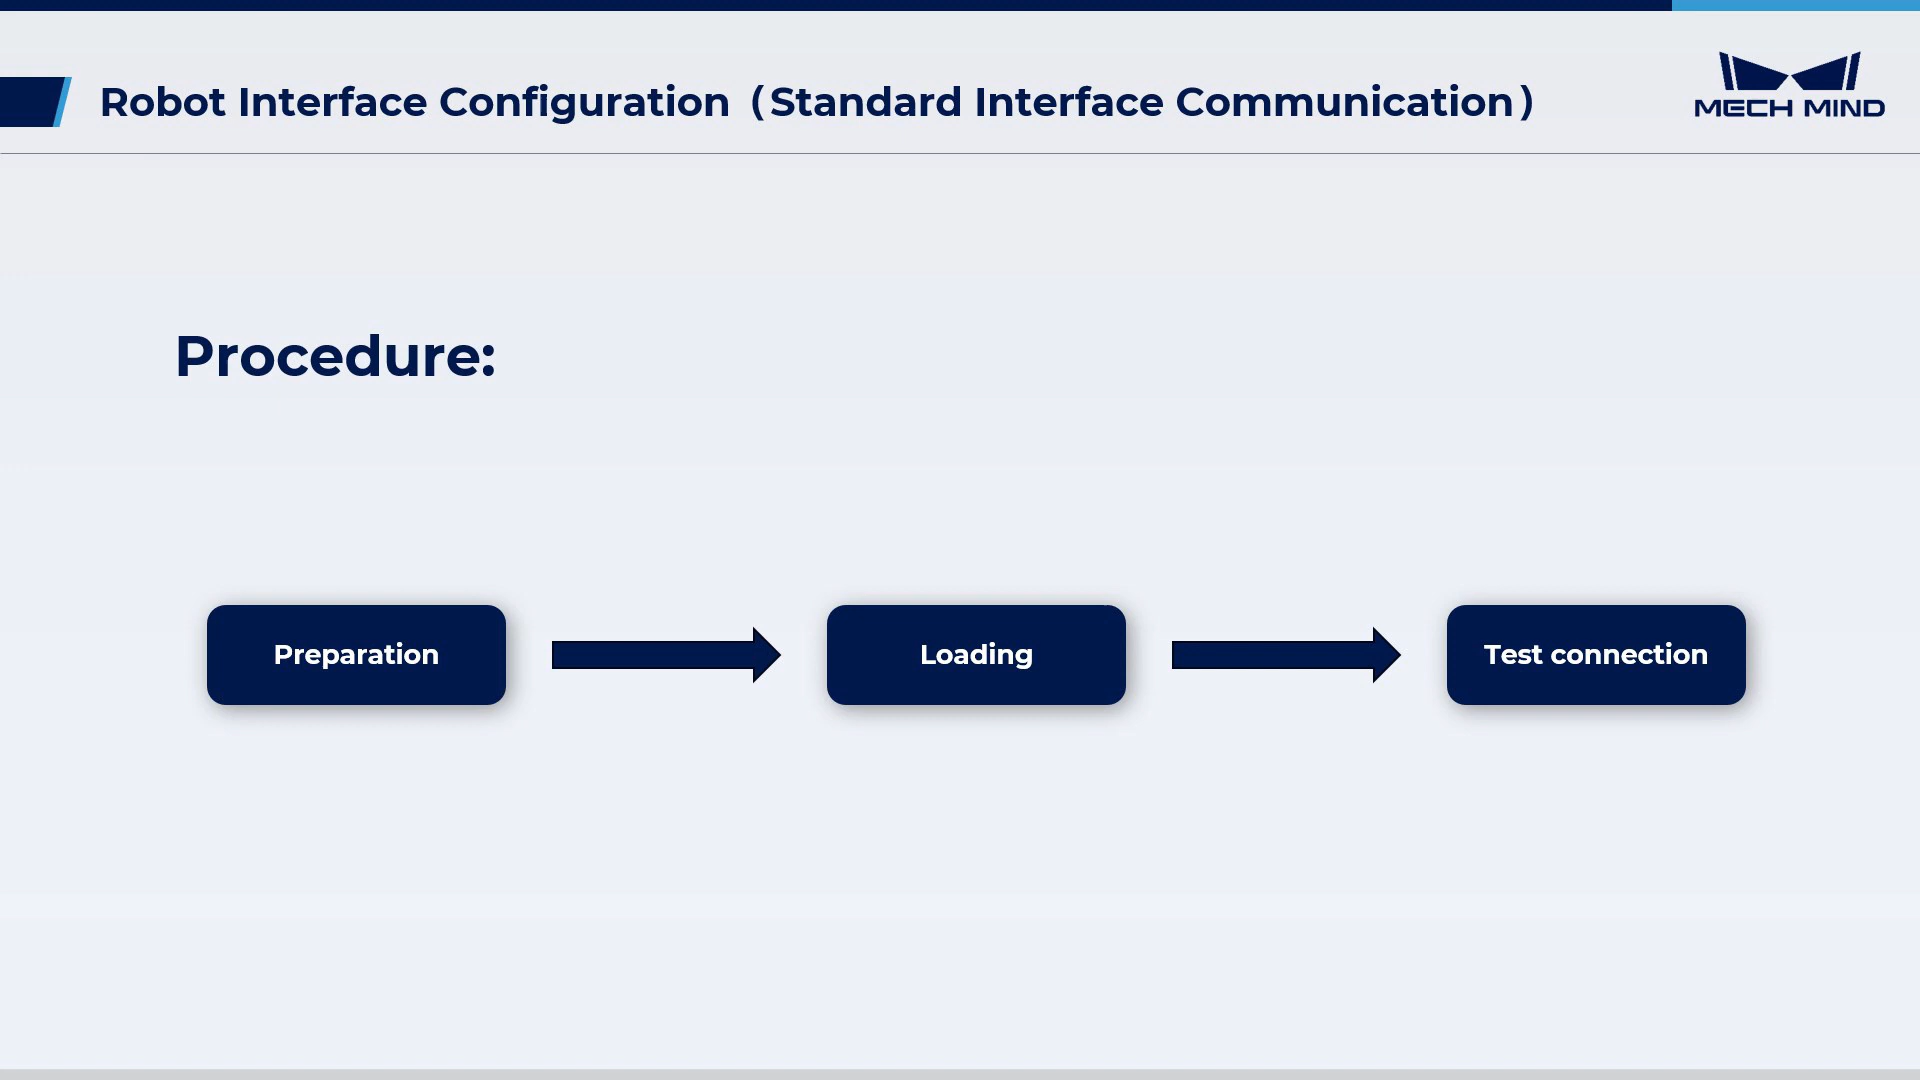 Robot Interface Configuration（Standard Interface Communication）
MECH MIND
Procedure:
Preparation
Loading
Test connection